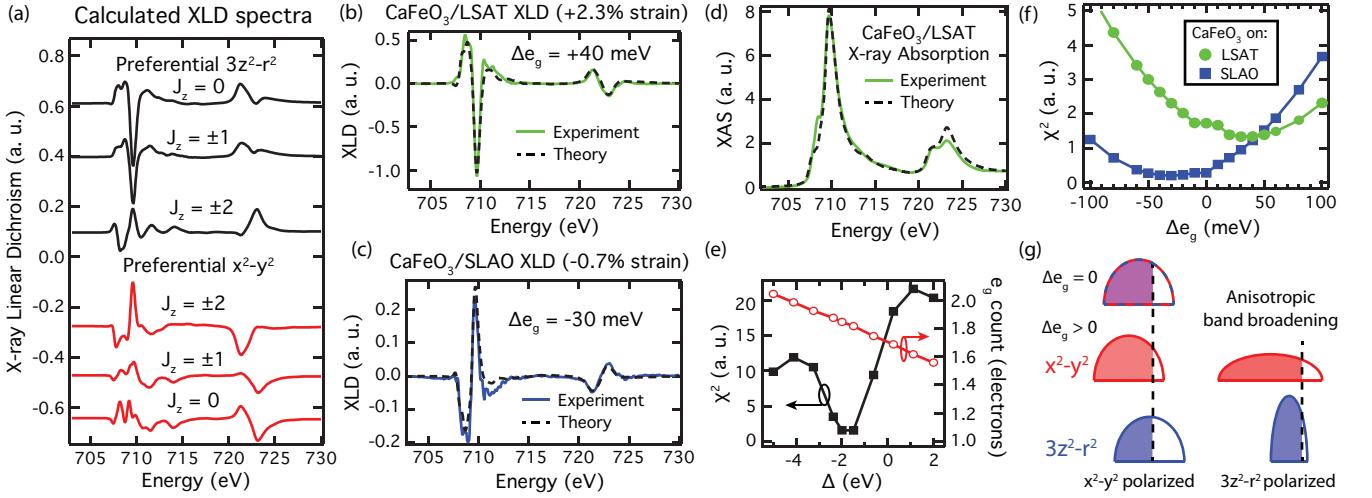 (a)
Calculated XLD spectra
X-ray Linear Dichroism (a. u.)
0.8
0.6
0.4
0.2
0.0
-0.2
-0.4
-0.6
Preferential 3z²-r²
J_z = 0
J_z = ±1
J_z = ±2
Preferential x²-y²
J_z = ±2
J_z = ±1
J_z = 0
705 710 715 720 725 730
Energy (eV)
(b)
CaFeO₃/LSAT XLD (+2.3% strain)
XLD (a. u.)
0.5
0.0
-0.5
-1.0
Δe_g = +40 meV
Experiment
Theory
705 710 715 720 725 730
Energy (eV)
(c)
CaFeO₃/SLAO XLD (-0.7% strain)
XLD (a. u.)
0.2
0.1
0.0
-0.1
-0.2
Δe_g = -30 meV
Experiment
Theory
705 710 715 720 725 730
Energy (eV)
(d)
XAS (a. u.)
8
6
4
2
0
CaFeO₃/LSAT
X-ray Absorption
Experiment
Theory
705 710 715 720 725 730
Energy (eV)
(e)
χ² (a. u.)
20
15
10
5
0
e_g count (electrons)
2.0
1.8
1.6
1.4
1.2
1.0
-4 -2 0 2
Δ (eV)
(f)
χ² (a. u.)
5
4
3
2
1
0
CaFeO₃ on:
LSAT
SLAO
-100 -50 0 50 100
Δe_g (meV)
(g)
Δe_g = 0
Δe_g > 0
x²-y²
3z²-r²
x²-y² polarized
Anisotropic
band broadening
3z²-r² polarized